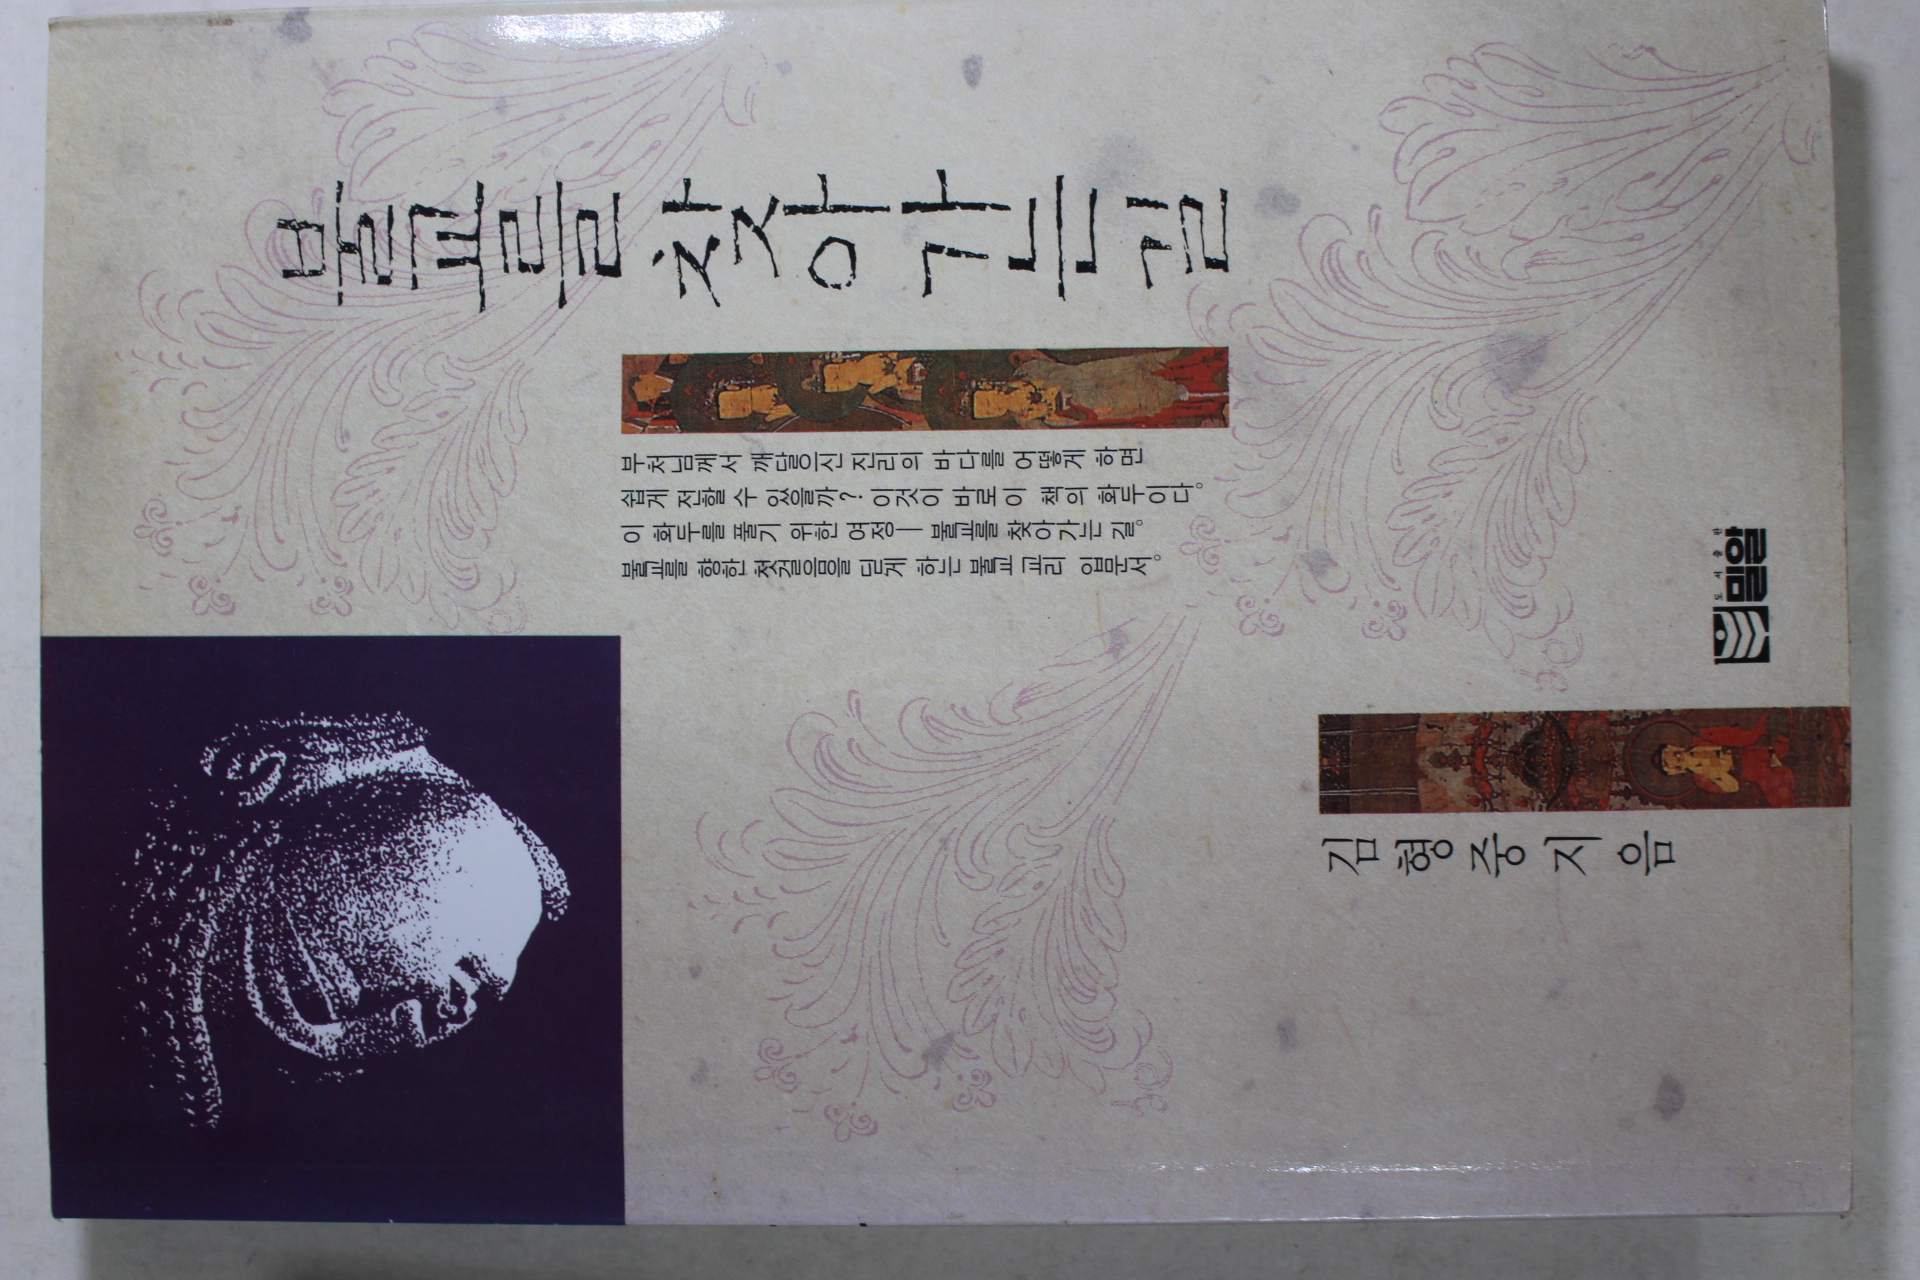 불교를 찾아가는 길
부처님께서 깨달으신 진리의 바다를 어떻게 하면
쉽게 전할 수 있을까? 이것이 바로 이 책의 화두이다.
이 화두를 풀기 위한 여정─불교를 찾아가는 길.
불교를 향한 첫걸음을 딛게 하는 불교 교리 입문서.
도서출판
밀알
김형중 지음